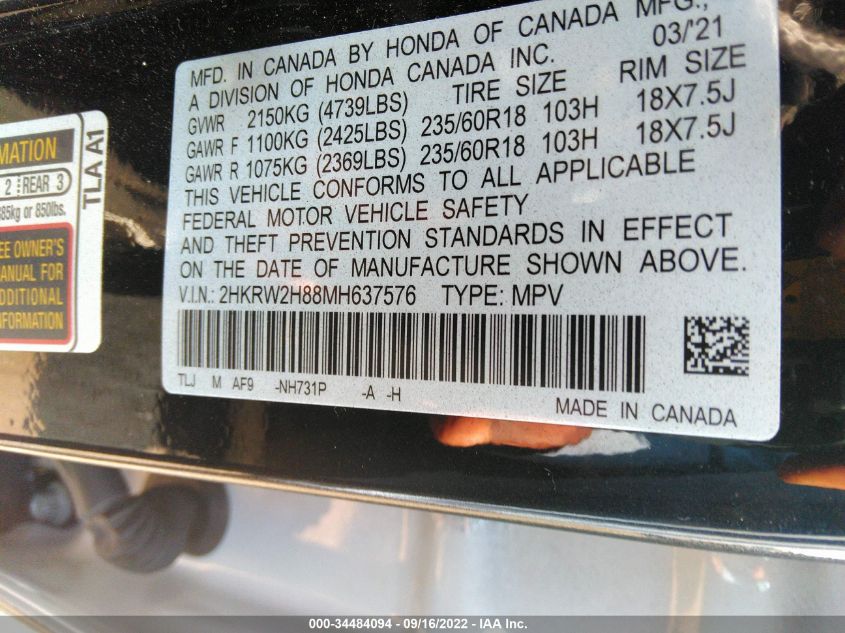 MFD. IN CANADA BY HONDA OF CANADA MFG.,
A DIVISION OF HONDA CANADA INC. 03/'21
GVWR 2150KG (4739LBS) TIRE SIZE RIM SIZE
GAWR F 1100KG (2425LBS) 235/60R18 103H 18X7.5J
GAWR R 1075KG (2369LBS) 235/60R18 103H 18X7.5J
THIS VEHICLE CONFORMS TO ALL APPLICABLE
FEDERAL MOTOR VEHICLE SAFETY
AND THEFT PREVENTION STANDARDS IN EFFECT
ON THE DATE OF MANUFACTURE SHOWN ABOVE.
V.I.N.: 2HKRW2H88MH637576 TYPE: MPV
TLJ M AF9 -NH731P -A -H
MADE IN CANADA
MATION
2 REAR 3
385kg or 850lbs.
EE OWNER'S
ANUAL FOR
DDITIONAL
NFORMATION
TLA A1
000-34484094 - 09/16/2022 - IAA Inc.